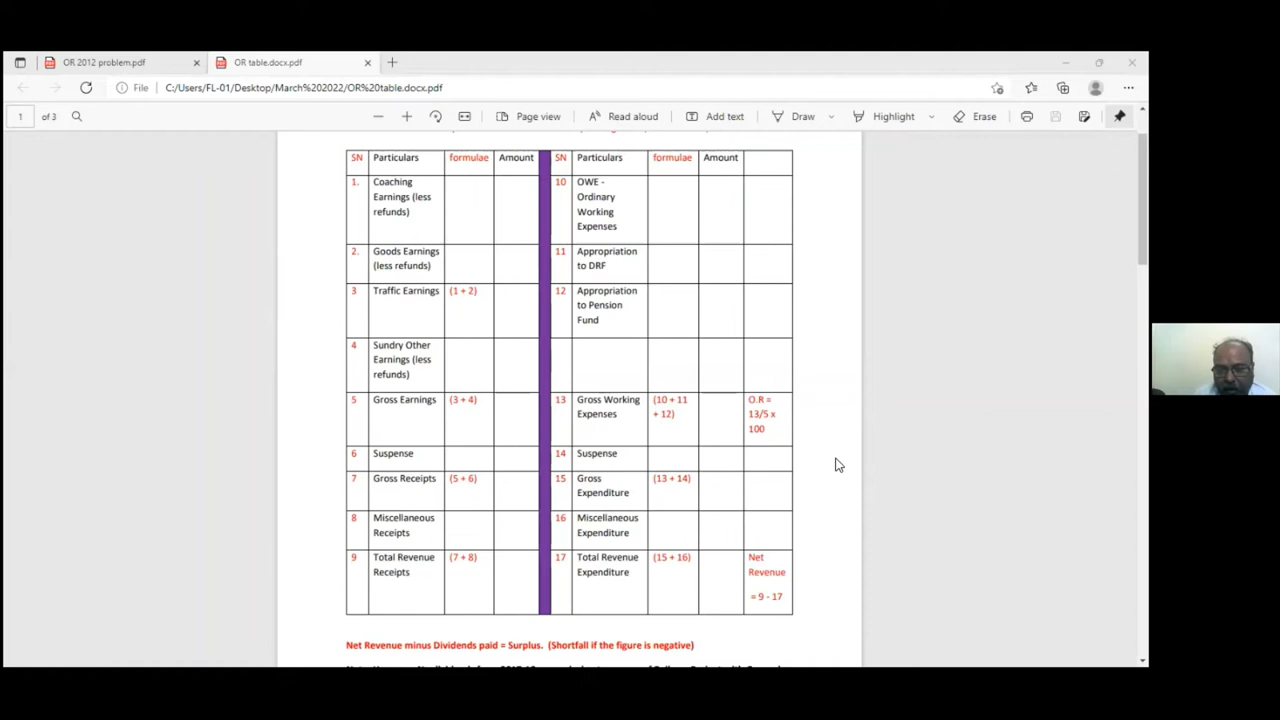 OR 2012 problem.pdf
OR table.docx.pdf
File
C:/Users/FL-01/Desktop/March%202022/OR%20table.docx.pdf
1 of 3
Page view
Read aloud
Add text
Draw
Highlight
Erase
SN Particulars formulae Amount SN Particulars formulae Amount
1. Coaching 10 OWE -
Earnings (less Ordinary
refunds) Working
Expenses
2. Goods Earnings 11 Appropriation
(less refunds) to DRF
3 Traffic Earnings (1 + 2) 12 Appropriation
to Pension
Fund
4 Sundry Other
Earnings (less
refunds)
5 Gross Earnings (3 + 4) 13 Gross Working (10 + 11 O.R =
Expenses + 12) 13/5 x
100
6 Suspense 14 Suspense
7 Gross Receipts (5 + 6) 15 Gross (13 + 14)
Expenditure
8 Miscellaneous 16 Miscellaneous
Receipts Expenditure
9 Total Revenue (7 + 8) 17 Total Revenue (15 + 16) Net
Receipts Expenditure Revenue
= 9 - 17
Net Revenue minus Dividends paid = Surplus. (Shortfall if the figure is negative)